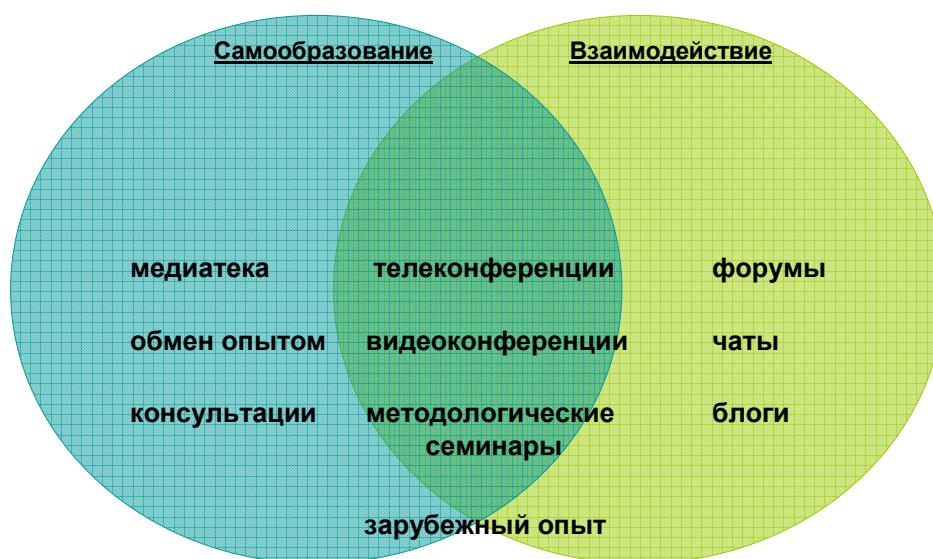 Самообразование
Взаимодействие
медиатека
телеконференции
форумы
обмен опытом
видеоконференции
чаты
консультации
методологические
семинары
блоги
зарубежный опыт